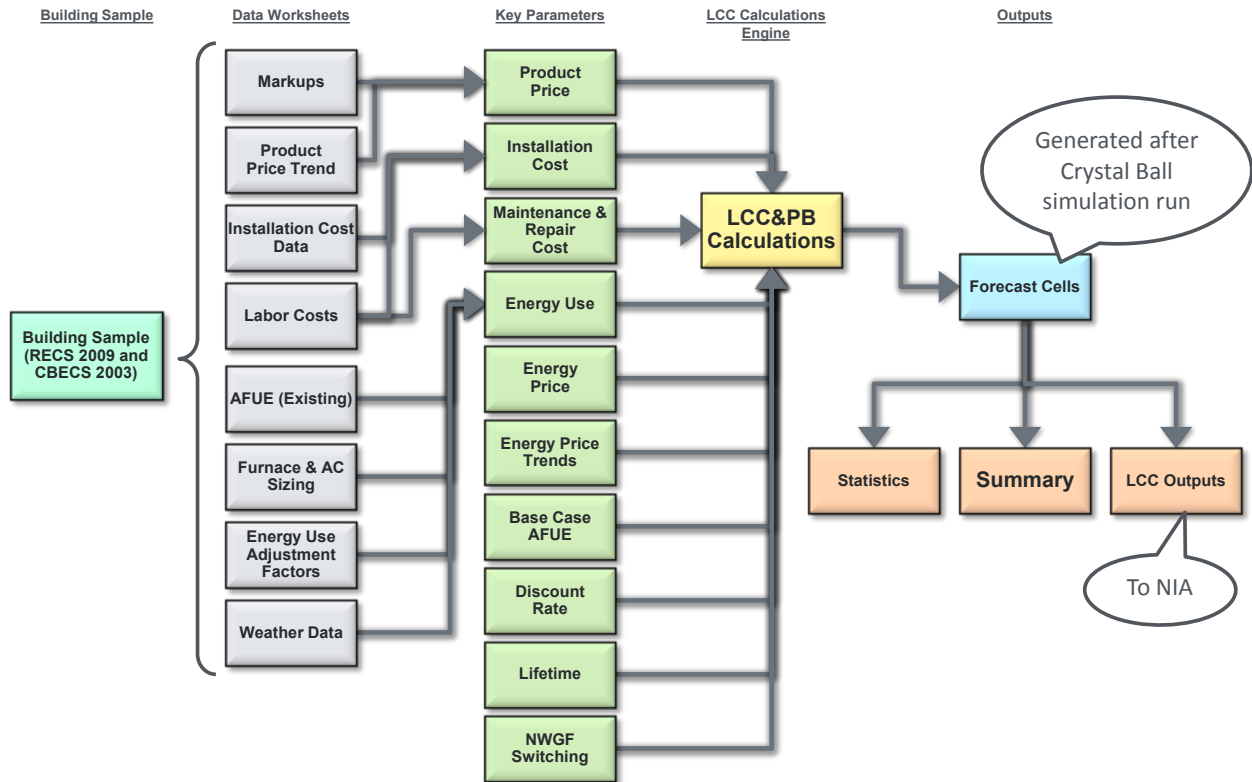 Building Sample
Data Worksheets
Key Parameters
LCC Calculations
Engine
Outputs
Building Sample
(RECS 2009 and
CBECS 2003)
Markups
Product
Price Trend
Installation Cost
Data
Labor Costs
AFUE (Existing)
Furnace & AC
Sizing
Energy Use
Adjustment
Factors
Weather Data
Product
Price
Installation
Cost
Maintenance &
Repair
Cost
Energy Use
Energy
Price
Energy Price
Trends
Base Case
AFUE
Discount
Rate
Lifetime
NWGF
Switching
LCC&PB
Calculations
Generated after
Crystal Ball
simulation run
Forecast Cells
Statistics
Summary
LCC Outputs
To NIA